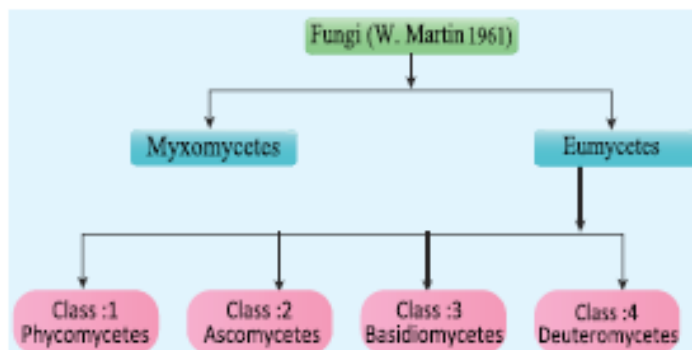 Fungi (W. Martin 1961)
Myxomycetes
Eumycetes
Class :1
Phycomycetes
Class :2
Ascomycetes
Class :3
Basidiomycetes
Class :4
Deuteromycetes